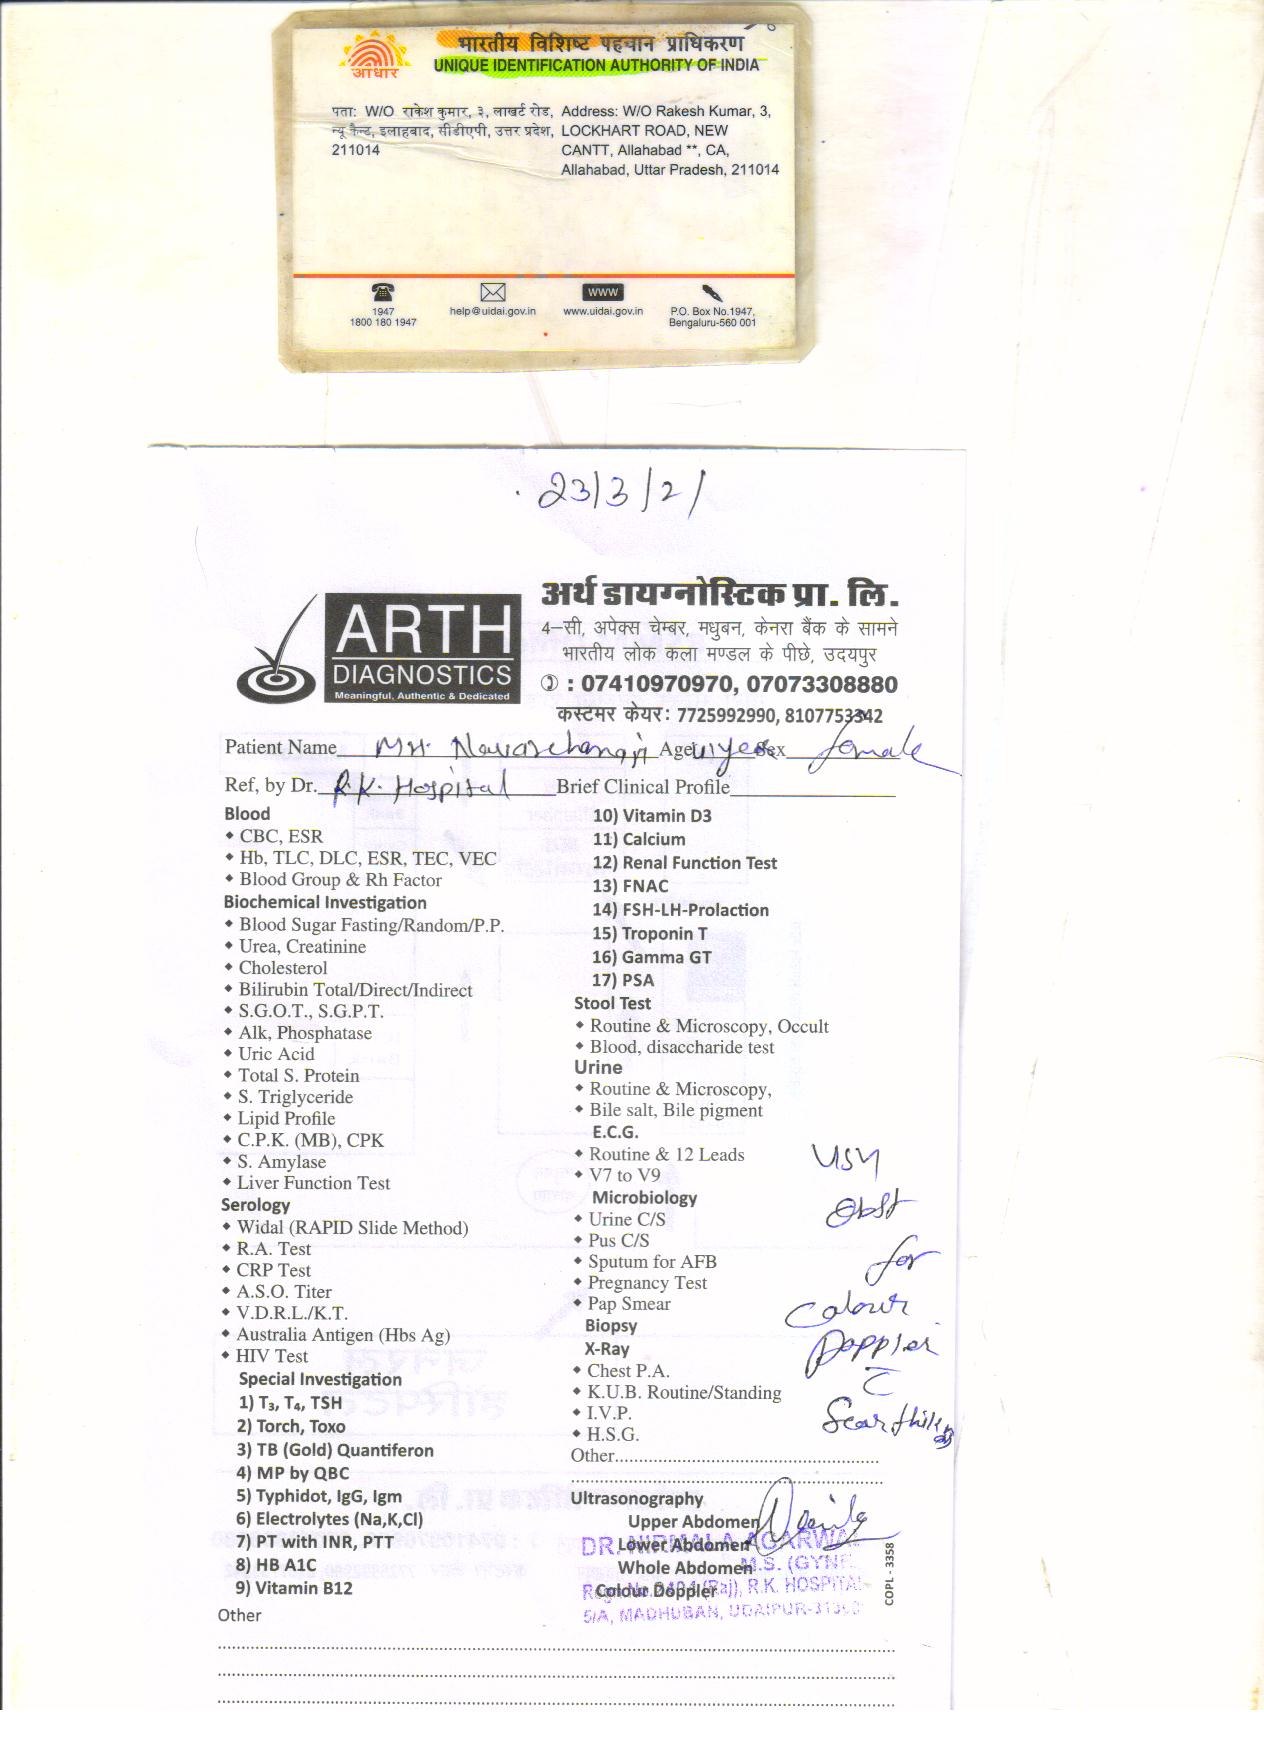 भारतीय विशिष्ट पहचान प्राधिकरण
UNIQUE IDENTIFICATION AUTHORITY OF INDIA
आधार
पता: W/O राकेश कुमार, ३, लाखर्ट रोड,
न्यू कैन्ट, इलाहबाद, सीडीएपी, उत्तर प्रदेश,
211014
Address: W/O Rakesh Kumar, 3,
LOCKHART ROAD, NEW
CANTT, Allahabad **, CA,
Allahabad, Uttar Pradesh, 211014
1947
1800 180 1947
help@uidai.gov.in
WWW
www.uidai.gov.in
P.O. Box No.1947,
Bengaluru-560 001
23/3/21
ARTH
DIAGNOSTICS
Meaningful, Authentic & Dedicated
अर्थ डायग्नोस्टिक प्रा. लि.
4-सी, अपेक्स चेम्बर, मधुबन, केनरा बैंक के सामने
भारतीय लोक कला मण्डल के पीछे, उदयपुर
: 07410970970, 07073308880
कस्टमर केयर: 7725992990, 8107753342
Patient Name Age Sex female
Ref, by Dr. R.K. Hospital Brief Clinical Profile
Blood
CBC, ESR
Hb, TLC, DLC, ESR, TEC, VEC
Blood Group & Rh Factor
Biochemical Investigation
Blood Sugar Fasting/Random/P.P.
Urea, Creatinine
Cholesterol
Bilirubin Total/Direct/Indirect
S.G.O.T., S.G.P.T.
Alk, Phosphatase
Uric Acid
Total S. Protein
S. Triglyceride
Lipid Profile
C.P.K. (MB), CPK
S. Amylase
Liver Function Test
Serology
Widal (RAPID Slide Method)
R.A. Test
CRP Test
A.S.O. Titer
V.D.R.L./K.T.
Australia Antigen (Hbs Ag)
HIV Test
Special Investigation
1) T₃, T₄, TSH
2) Torch, Toxo
3) TB (Gold) Quantiferon
4) MP by QBC
5) Typhidot, IgG, Igm
6) Electrolytes (Na,K,Cl)
7) PT with INR, PTT
8) HB A1C
9) Vitamin B12
Other
10) Vitamin D3
11) Calcium
12) Renal Function Test
13) FNAC
14) FSH-LH-Prolaction
15) Troponin T
16) Gamma GT
17) PSA
Stool Test
Routine & Microscopy, Occult
Blood, disaccharide test
Urine
Routine & Microscopy,
Bile salt, Bile pigment
E.C.G.
Routine & 12 Leads
V7 to V9
Microbiology
Urine C/S
Pus C/S
Sputum for AFB
Pregnancy Test
Pap Smear
Biopsy
X-Ray
Chest P.A.
K.U.B. Routine/Standing
I.V.P.
H.S.G.
Other
Ultrasonography
Upper Abdomen
Lower Abdomen
Whole Abdomen
Colour Doppler
Obst
for
Colour
Doppler
Scar
DR. NIRMALA AGARWAL
M.S. (GYNE
(Raj), R.K. HOSPITAL
5/A, MADHUBAN, UDAIPUR-
COPL - 3358